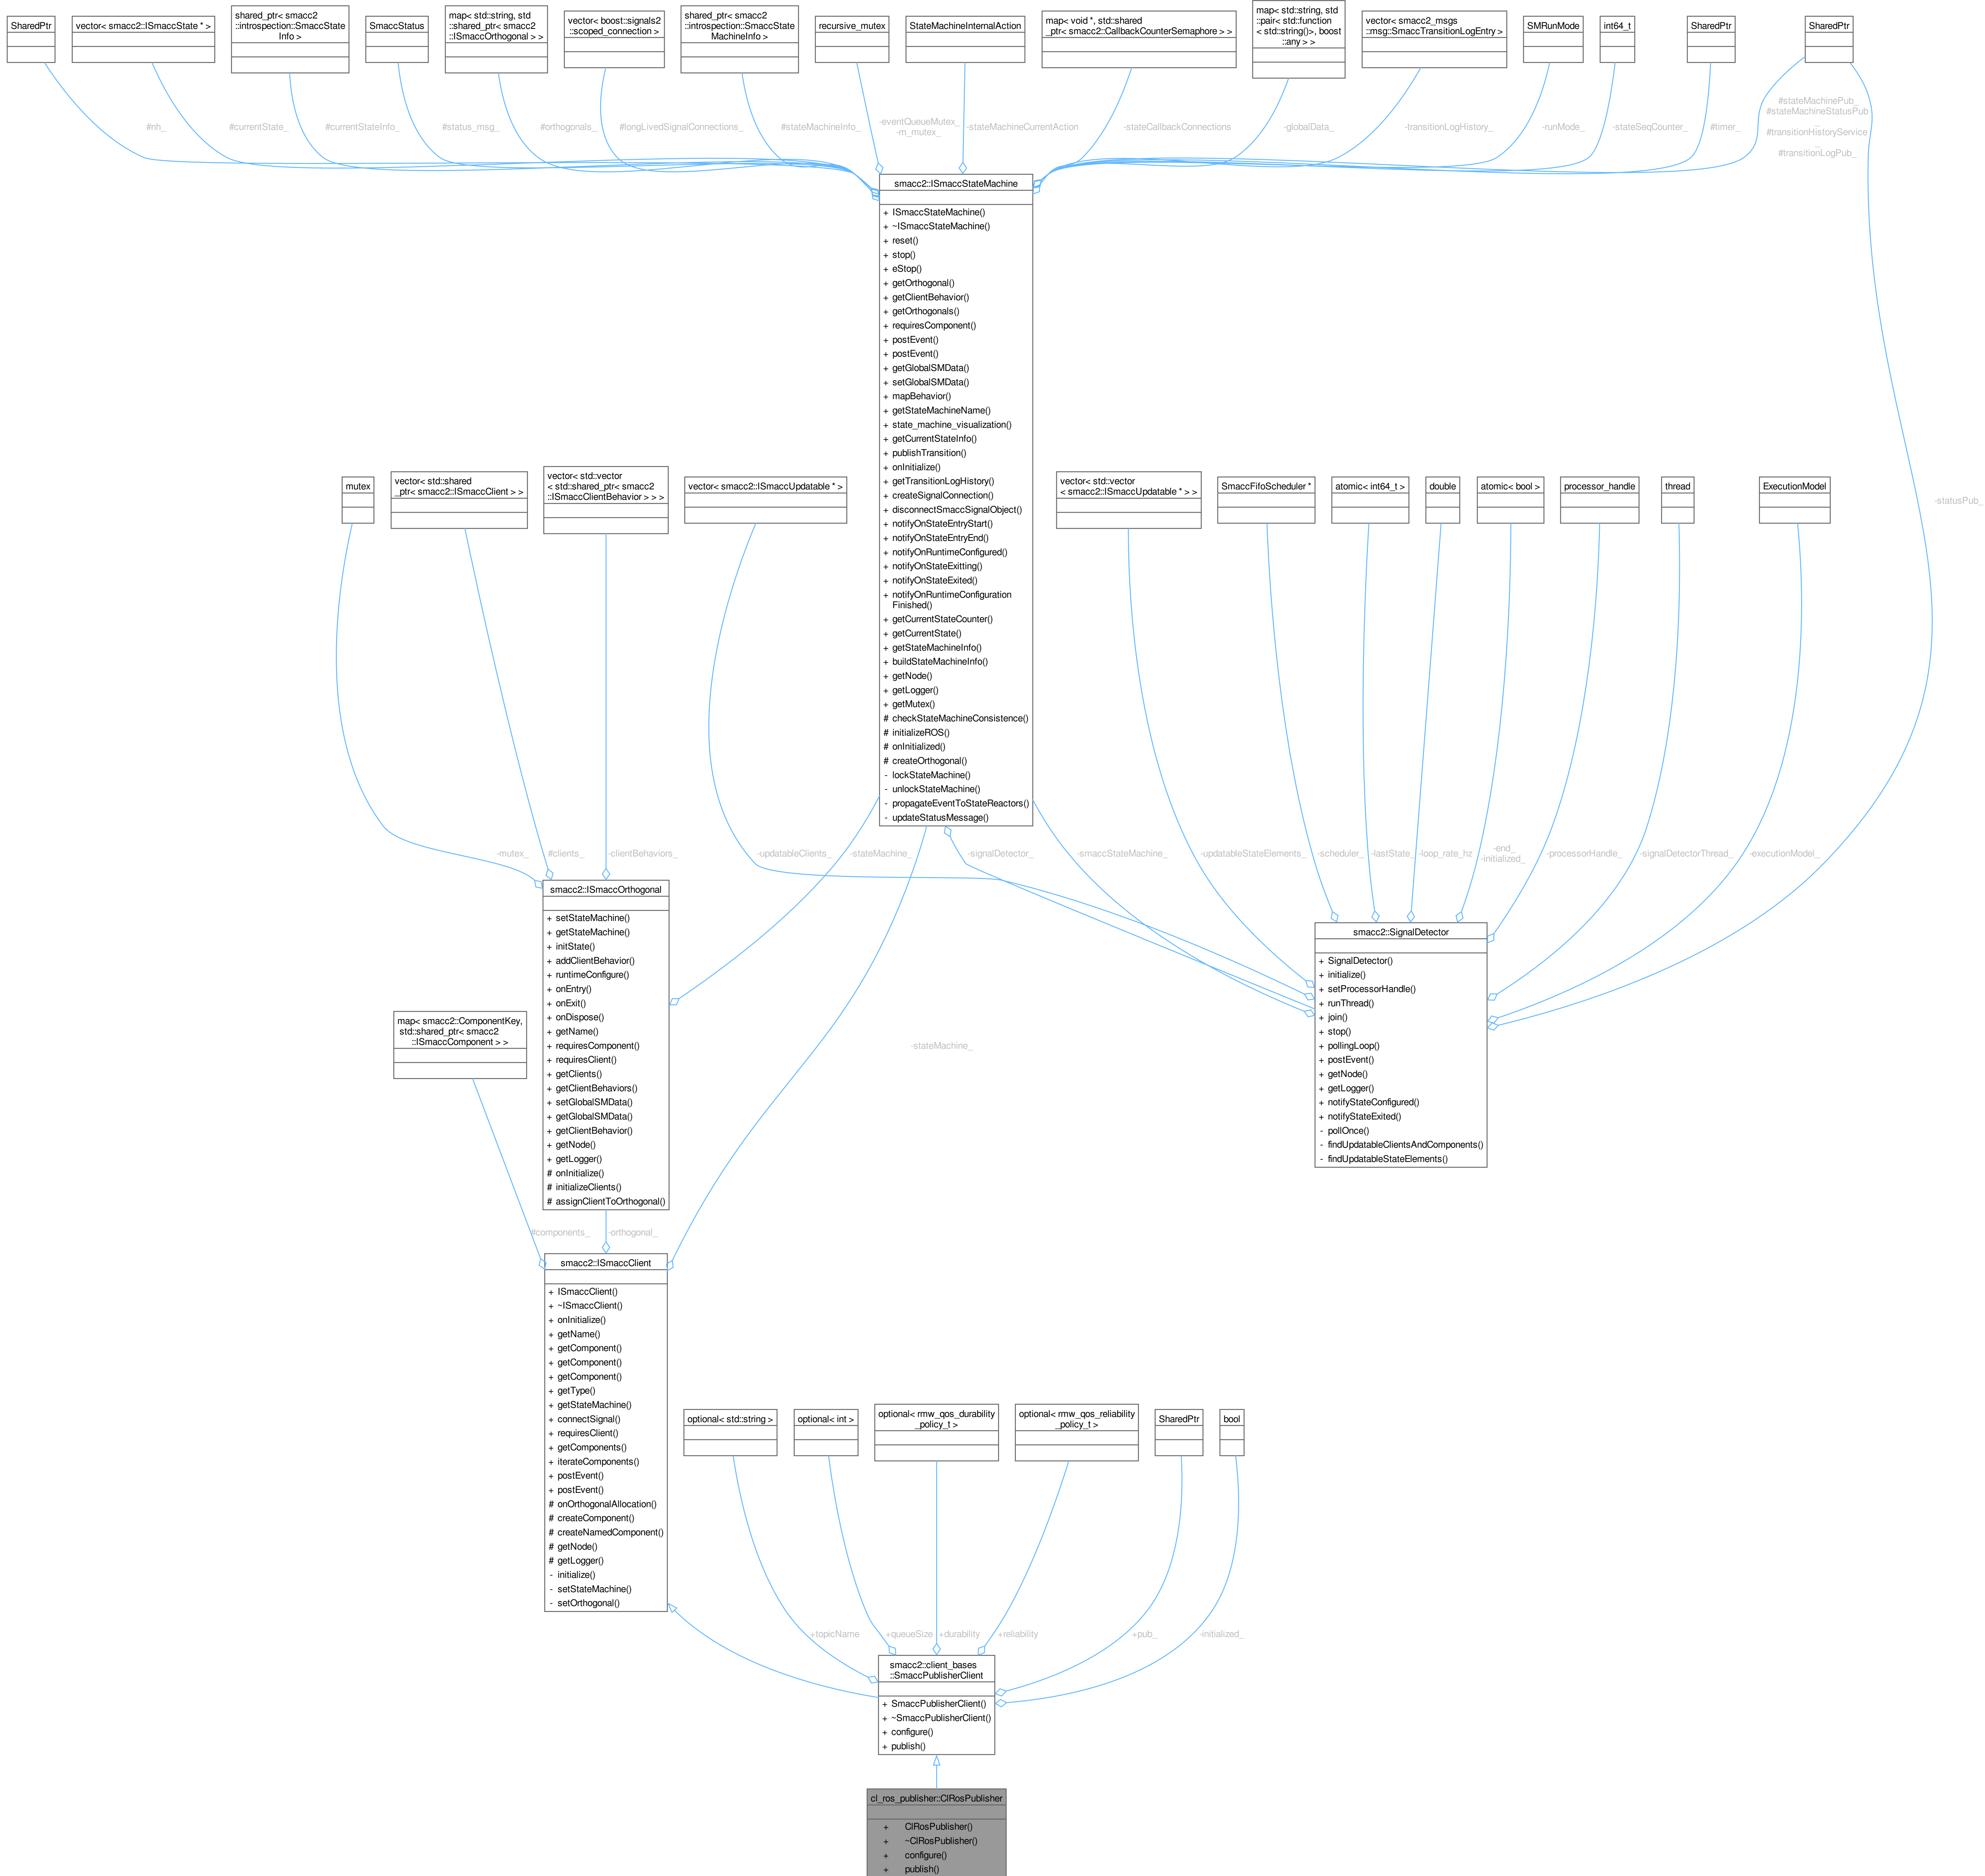 SharedPtr
vector< smacc2::ISmaccState * >
shared_ptr< smacc2
::introspection::SmaccState
Info >
SmaccStatus
map< std::string, std
::shared_ptr< smacc2
::ISmaccOrthogonal > >
vector< boost::signals2
::scoped_connection >
shared_ptr< smacc2
::introspection::SmaccState
MachineInfo >
recursive_mutex
StateMachineInternalAction
map< void *, std::shared
_ptr< smacc2::CallbackCounterSemaphore > >
map< std::string, std
::pair< std::function
< std::string()>, boost
::any > >
vector< smacc2_msgs
::msg::SmaccTransitionLogEntry >
SMRunMode
int64_t
SharedPtr
SharedPtr
#nh_
#currentState_
#currentStateInfo_
#status_msg_
#orthogonals_
#longLivedSignalConnections_
#stateMachineInfo_
-eventQueueMutex_
-m_mutex_
-stateMachineCurrentAction
-stateCallbackConnections
-globalData_
-transitionLogHistory_
-runMode_
-stateSeqCounter_
#timer_
#stateMachinePub_
#stateMachineStatusPub
_
#transitionHistoryService
_
#transitionLogPub_
smacc2::ISmaccStateMachine
+ ISmaccStateMachine()
+ ~ISmaccStateMachine()
+ reset()
+ stop()
+ eStop()
+ getOrthogonal()
+ getClientBehavior()
+ getOrthogonals()
+ requiresComponent()
+ postEvent()
+ postEvent()
+ getGlobalSMData()
+ setGlobalSMData()
+ mapBehavior()
+ getStateMachineName()
+ state_machine_visualization()
+ getCurrentStateInfo()
+ publishTransition()
+ onInitialize()
+ getTransitionLogHistory()
+ createSignalConnection()
+ disconnectSmaccSignalObject()
+ notifyOnStateEntryStart()
+ notifyOnStateEntryEnd()
+ notifyOnRuntimeConfigured()
+ notifyOnStateExitting()
+ notifyOnStateExited()
+ notifyOnRuntimeConfiguration
Finished()
+ getCurrentStateCounter()
+ getCurrentState()
+ getStateMachineInfo()
+ buildStateMachineInfo()
+ getNode()
+ getLogger()
+ getMutex()
# checkStateMachineConsistence()
# initializeROS()
# onInitialized()
# createOrthogonal()
- lockStateMachine()
- unlockStateMachine()
- propagateEventToStateReactors()
- updateStatusMessage()
mutex
vector< std::shared
_ptr< smacc2::ISmaccClient > >
vector< std::vector
< std::shared_ptr< smacc2
::ISmaccClientBehavior > > >
vector< smacc2::ISmaccUpdatable * >
vector< std::vector
< smacc2::ISmaccUpdatable * > >
SmaccFifoScheduler *
atomic< int64_t >
double
atomic< bool >
processor_handle
thread
ExecutionModel
-statusPub_
-mutex_
#clients_
-clientBehaviors_
-updatableClients_
-stateMachine_
-signalDetector_
-smaccStateMachine_
-updatableStateElements_
-scheduler_
-lastState_
-loop_rate_hz
-end_
-initialized_
-processorHandle_
-signalDetectorThread_
-executionModel_
smacc2::ISmaccOrthogonal
+ setStateMachine()
+ getStateMachine()
+ initState()
+ addClientBehavior()
+ runtimeConfigure()
+ onEntry()
+ onExit()
+ onDispose()
+ getName()
+ requiresComponent()
+ requiresClient()
+ getClients()
+ getClientBehaviors()
+ setGlobalSMData()
+ getGlobalSMData()
+ getClientBehavior()
+ getNode()
+ getLogger()
# onInitialize()
# initializeClients()
# assignClientToOrthogonal()
smacc2::SignalDetector
+ SignalDetector()
+ initialize()
+ setProcessorHandle()
+ runThread()
+ join()
+ stop()
+ pollingLoop()
+ postEvent()
+ getNode()
+ getLogger()
+ notifyStateConfigured()
+ notifyStateExited()
- pollOnce()
- findUpdatableClientsAndComponents()
- findUpdatableStateElements()
map< smacc2::ComponentKey,
std::shared_ptr< smacc2
::ISmaccComponent > >
-stateMachine_
#components_
-orthogonal_
smacc2::ISmaccClient
+ ISmaccClient()
+ ~ISmaccClient()
+ onInitialize()
+ getName()
+ getComponent()
+ getComponent()
+ getComponent()
+ getType()
+ getStateMachine()
+ connectSignal()
+ requiresClient()
+ getComponents()
+ iterateComponents()
+ postEvent()
+ postEvent()
# onOrthogonalAllocation()
# createComponent()
# createNamedComponent()
# getNode()
# getLogger()
- initialize()
- setStateMachine()
- setOrthogonal()
optional< std::string >
optional< int >
optional< rmw_qos_durability
_policy_t >
optional< rmw_qos_reliability
_policy_t >
SharedPtr
bool
+topicName
+queueSize
+durability
+reliability
+pub_
-initialized_
smacc2::client_bases
::SmaccPublisherClient
+ SmaccPublisherClient()
+ ~SmaccPublisherClient()
+ configure()
+ publish()
cl_ros_publisher::ClRosPublisher
+ ClRosPublisher()
+ ~ClRosPublisher()
+ configure()
+ publish()